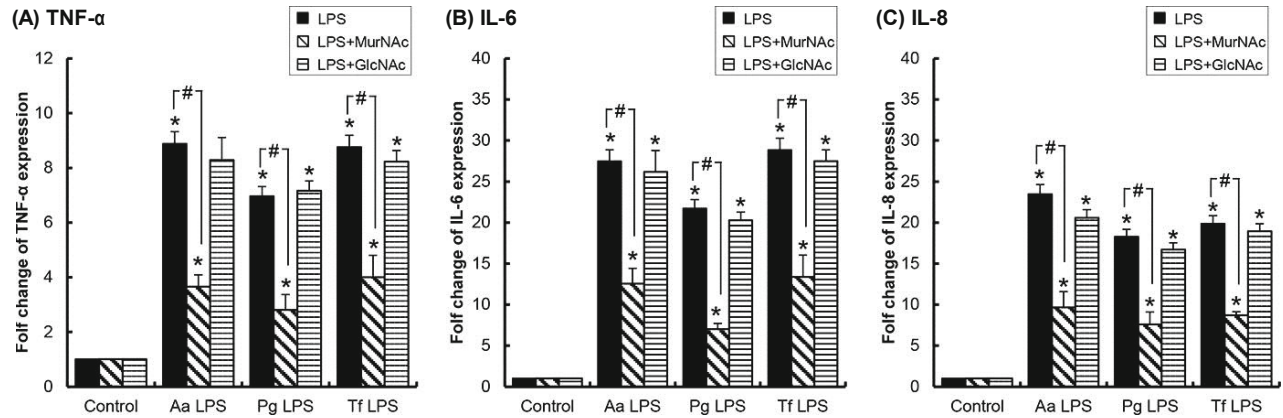 (A) TNF-α
LPS
LPS+MurNAc
LPS+GlcNAc
Folf change of TNF-α expression
12
10
8
6
4
2
0
* # * * # * * * # * *
Control Aa LPS Pg LPS Tf LPS
(B) IL-6
LPS
LPS+MurNAc
LPS+GlcNAc
Folf change of IL-6 expression
40
35
30
25
20
15
10
5
0
* # * * * # * * * # * *
Control Aa LPS Pg LPS Tf LPS
(C) IL-8
LPS
LPS+MurNAc
LPS+GlcNAc
Folf change of IL-8 expression
40
35
30
25
20
15
10
5
0
* # * * * # * * * # * *
Control Aa LPS Pg LPS Tf LPS